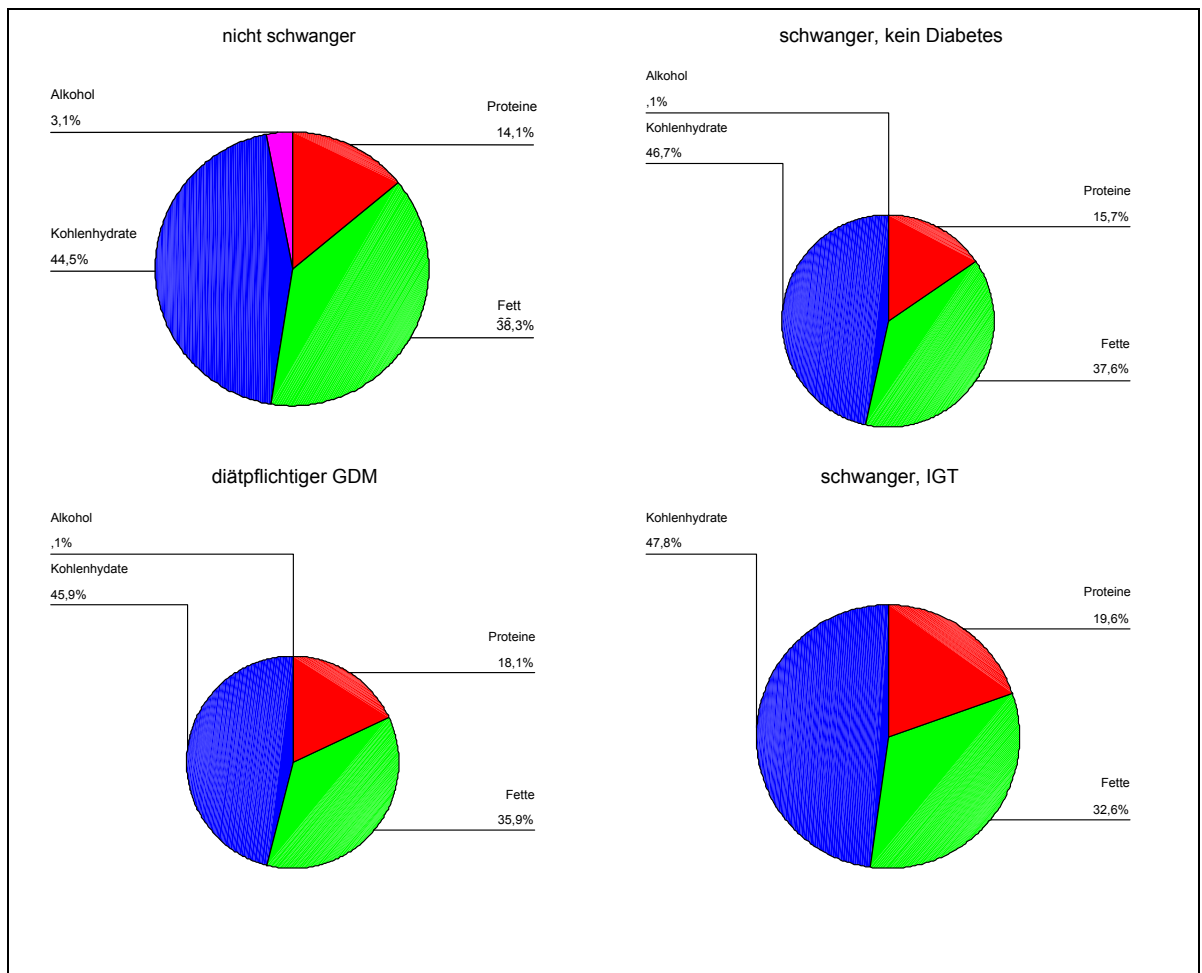 nicht schwanger
Alkohol
3,1%
Proteine
14,1%
Kohlenhydrate
44,5%
Fett
38,3%
schwanger, kein Diabetes
Alkohol
,1%
Kohlenhydrate
46,7%
Proteine
15,7%
Fette
37,6%
diätpflichtiger GDM
Alkohol
,1%
Kohlenhydate
45,9%
Proteine
18,1%
Fette
35,9%
schwanger, IGT
Kohlenhydrate
47,8%
Proteine
19,6%
Fette
32,6%